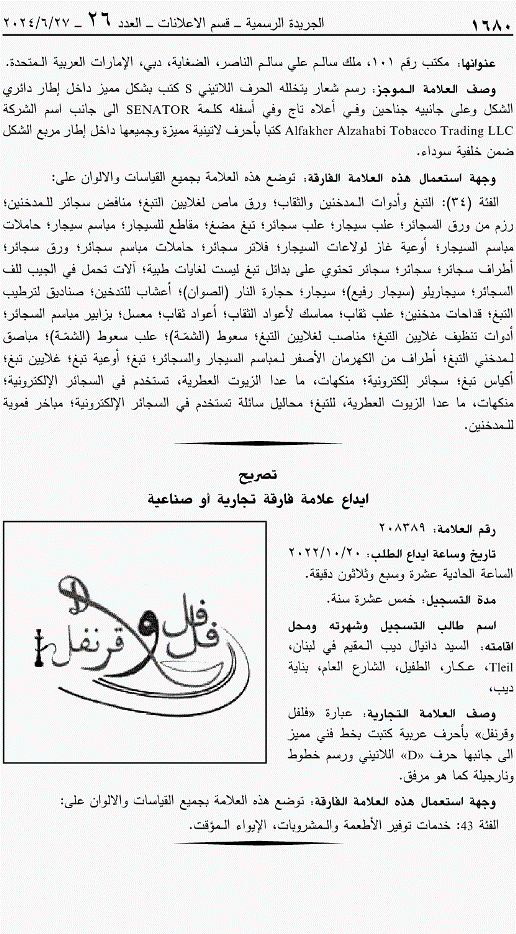 ١٦٨٠ الجريدة الرسمية ـ قسم الاعلانات ـ العدد ٢٦ ـ ٢٠٢٤/٦/٢٧
عنوانها: مكتب رقم ١٠١، ملك سالم علي سالم الناصر، الضغاية، دبي، الإمارات العربية المتحدة.
وصف العلامة الموجز: رسم شعار يتخلله الحرف اللاتيني S كتب بشكل مميز داخل إطار دائري
الشكل وعلى جانبيه جناحين وفي أعلاه تاج وفي أسفله كلمة SENATOR الى جانب اسم الشركة
Alfakher Alzahabi Tobacco Trading LLC كتبا بأحرف لاتينية مميزة وجميعها داخل إطار مربع الشكل
ضمن خلفية سوداء.
وجهة استعمال هذه العلامة الفارقة: توضع هذه العلامة بجميع القياسات والالوان على:
الفئة (٣٤): التبغ وأدوات المدخنين والثقاب؛ ورق ماص لغلايين التبغ؛ منافض سجائر للمدخنين؛
رزم من ورق السجائر؛ علب سيجار؛ علب سجائر؛ تبغ مضغ؛ مقاطع للسيجار؛ مباسم سيجار؛ حاملات
مباسم السيجار؛ أوعية غاز لولاعات السيجار؛ فلاتر سجائر؛ حاملات مباسم سجائر؛ ورق سجائر؛
أطراف سجائر؛ سجائر؛ سجائر تحتوي على بدائل تبغ ليست لغايات طبية؛ آلات تحمل في الجيب للف
السجائر؛ سيجاريلو (سيجار رفيع)؛ سيجار؛ حجارة النار (الصوان)؛ أعشاب للتدخين؛ صناديق لترطيب
التبغ؛ قداحات مدخنين؛ علب ثقاب؛ مماسك لأعواد الثقاب؛ أعواد ثقاب؛ معسل؛ بزابير مباسم السجائر؛
أدوات تنظيف غلايين التبغ؛ مناصب لغلايين التبغ؛ سعوط (الشمّة)؛ علب سعوط (الشمّة)؛ مباصق
لمدخني التبغ؛ أطراف من الكهرمان الأصفر لمباسم السيجار والسجائر؛ تبغ؛ أوعية تبغ؛ غلايين تبغ؛
أكياس تبغ؛ سجائر إلكترونية؛ منكهات، ما عدا الزيوت العطرية، تستخدم في السجائر الإلكترونية؛
منكهات، ما عدا الزيوت العطرية، للتبغ؛ محاليل سائلة تستخدم في السجائر الإلكترونية؛ مباخر فموية
للمدخنين.
تصريح
ايداع علامة فارقة تجارية أو صناعية
رقم العلامة: ٢٠٨٣٨٩
تاريخ وساعة ايداع الطلب: ٢٠٢٢/١٠/٢٠
الساعة الحادية عشرة وسبع وثلاثون دقيقة.
مدة التسجيل: خمس عشرة سنة.
اسم طالب التسجيل وشهرته ومحل
اقامته: السيد دانيال ديب المقيم في لبنان،
Tleil، عكار، الطفيل، الشارع العام، بناية
ديب،
وصف العلامة التجارية: عبارة «فلفل
وقرنفل» بأحرف عربية كتبت بخط فني مميز
الى جانبها حرف «D» اللاتيني ورسم خطوط
ونارجيلة كما هو مرفق.
فلفل و قرنفل
D
وجهة استعمال هذه العلامة الفارقة: توضع هذه العلامة بجميع القياسات والالوان على:
الفئة 43: خدمات توفير الأطعمة والمشروبات، الإيواء المؤقت.